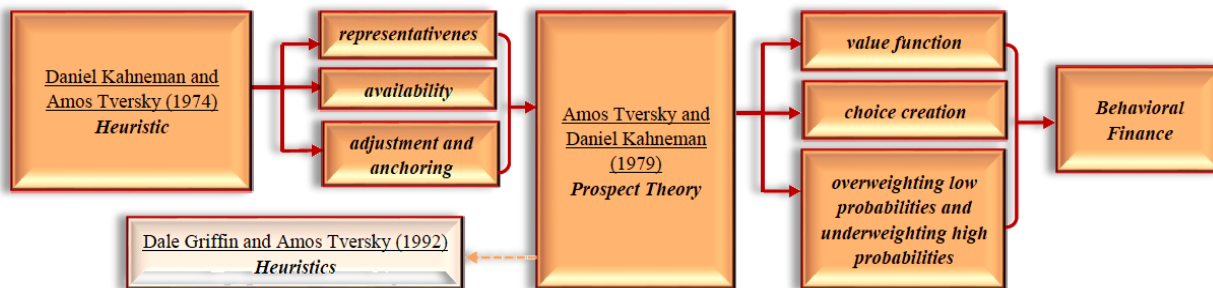 Daniel Kahneman and
Amos Tversky (1974)
Heuristic
representativenes
availability
adjustment and
anchoring
Dale Griffin and Amos Tversky (1992)
Heuristics
Amos Tversky and
Daniel Kahneman
(1979)
Prospect Theory
value function
choice creation
overweighting low
probabilities and
underweighting high
probabilities
Behavioral
Finance